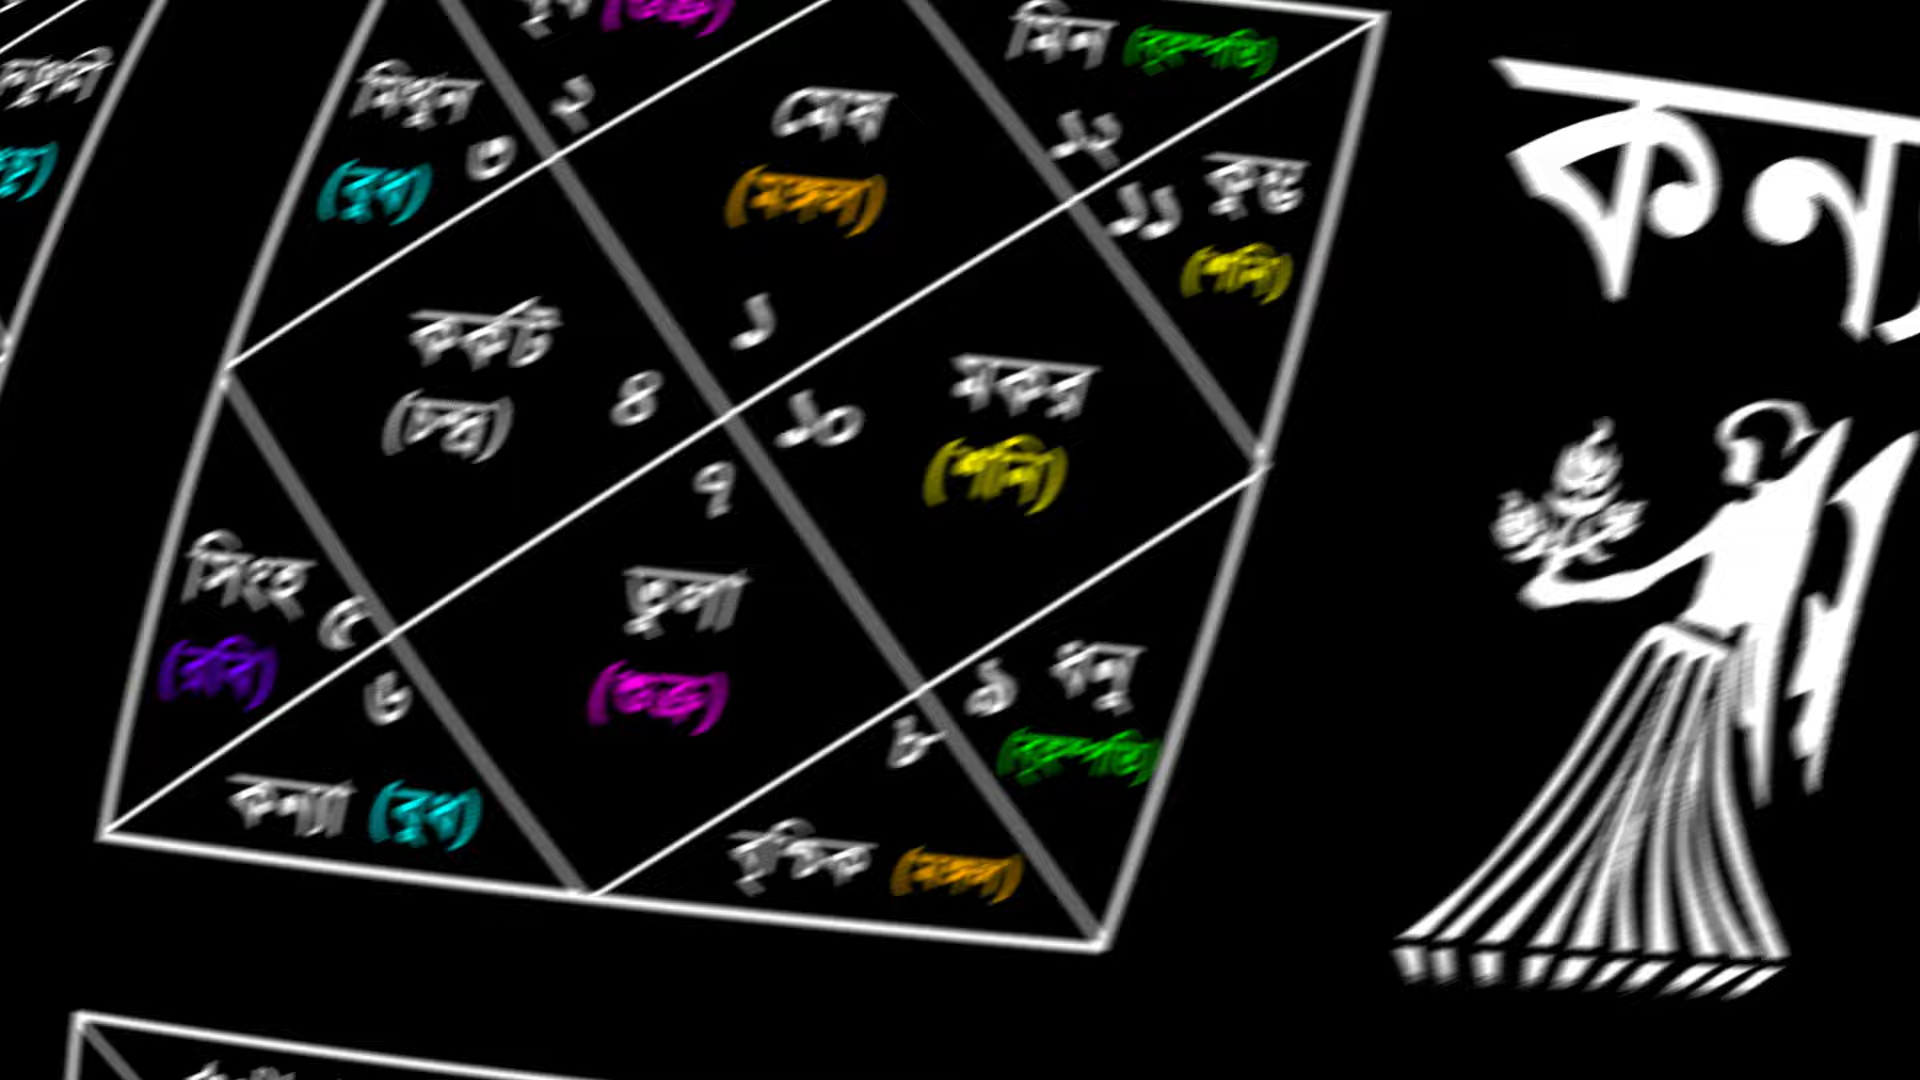 (শুক্র)
২
মিথুন
৩
(বুধ)
মেষ
(মঙ্গল)
১
মিন (বৃহস্পতি)
১২
১১ কুম্ভ
(শনি)
কর্কট
(চন্দ্র)
৪
১০ মকর
(শনি)
সিংহ
৫
(রবি)
৭
তুলা
(শুক্র)
৬
কন্যা (বুধ)
৯ ধনু
(বৃহস্পতি)
৮
বৃশ্চিক (মঙ্গল)